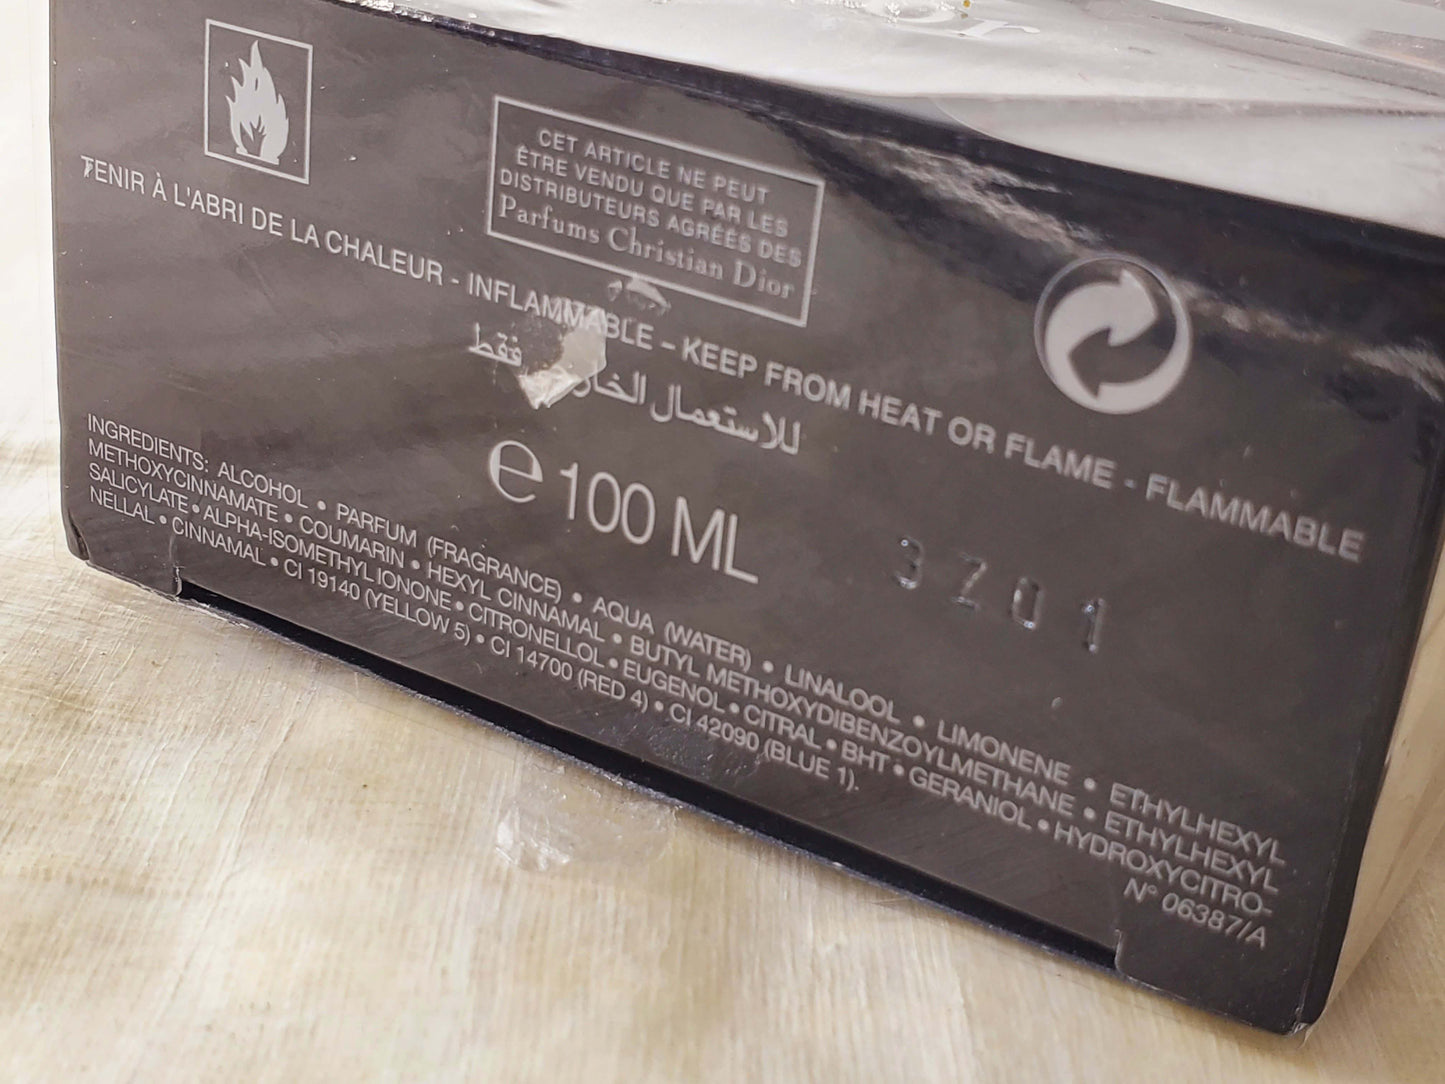 CET ARTICLE NE PEUT
ÊTRE VENDU QUE PAR LES
DISTRIBUTEURS AGRÉÉS DES
Parfums Christian Dior
TENIR À L'ABRI DE LA CHALEUR - INFLAMMABLE – KEEP FROM HEAT OR FLAME - FLAMMABLE
للاستعمال فقط
e 100 ML
3Z01
INGREDIENTS: ALCOHOL • PARFUM (FRAGRANCE) • AQUA (WATER) • LINALOOL • LIMONENE • ETHYLHEXYL
METHOXYCINNAMATE • COUMARIN • HEXYL CINNAMAL • BUTYL METHOXYDIBENZOYLMETHANE • ETHYLHEXYL
SALICYLATE • ALPHA-ISOMETHYL IONONE • CITRONELLOL • EUGENOL • CITRAL • BHT • GERANIOL • HYDROXYCITRO-
NELLAL • CINNAMAL • CI 19140 (YELLOW 5) • CI 14700 (RED 4) • CI 42090 (BLUE 1).
N° 06387/A